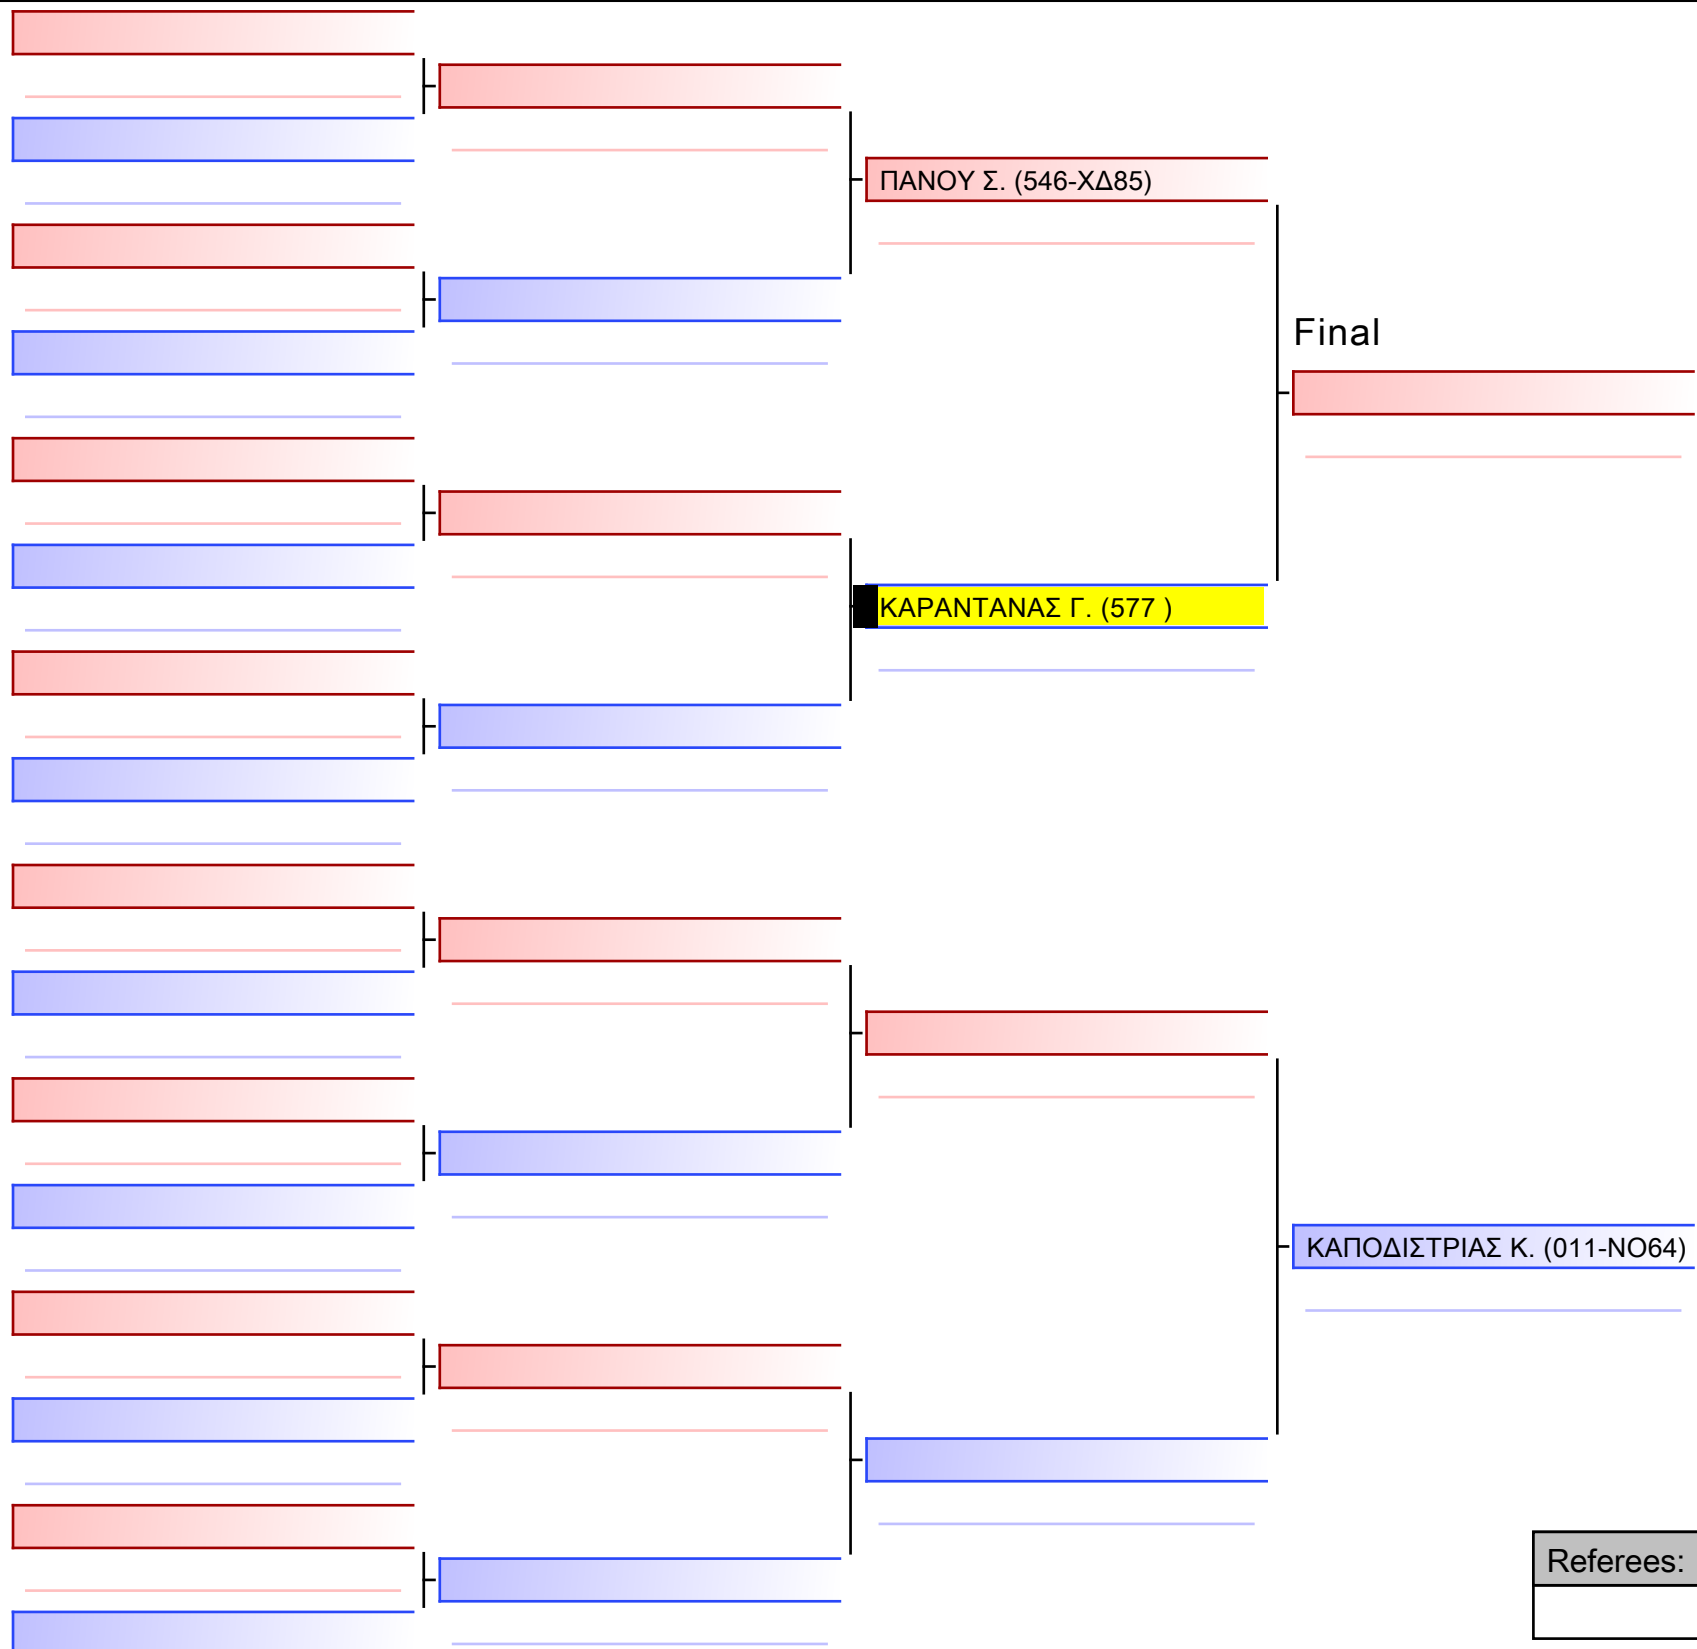 ΠΑΝΟΥ Σ. (546-ΧΔ85)
Final
ΚΑΡΑΝΤΑΝΑΣ Γ. (577 )
ΚΑΠΟΔΙΣΤΡΙΑΣ Κ. (011-ΝΟ64)
Referees: